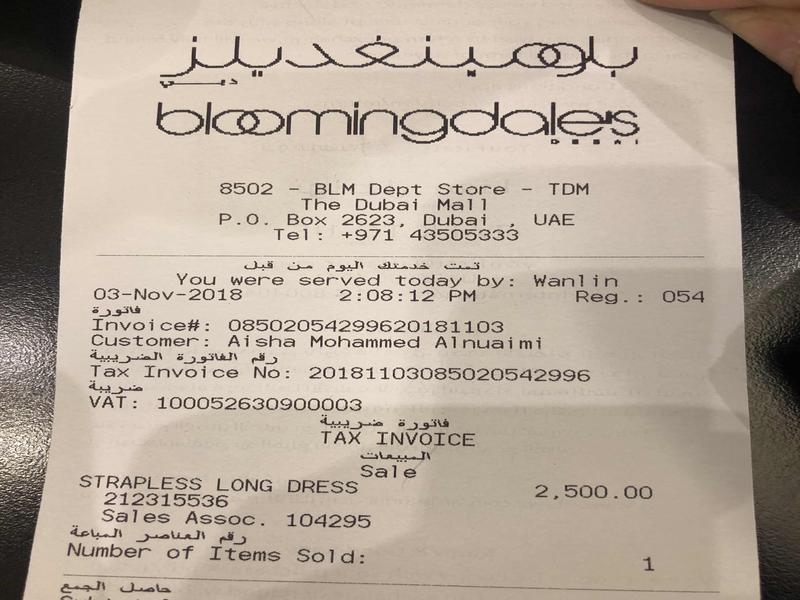 بلومينغديلز
دبي
bloomingdale's
DUBAI
8502 - BLM Dept Store - TDM
The Dubai Mall
P.O. Box 2623, Dubai , UAE
Tel: +971 43505333
تمت خدمتك اليوم من قبل
You were served today by: Wanlin
03-Nov-2018 2:08:12 PM Reg.: 054
فاتورة
Invoice#: 08502054299620181103
Customer: Aisha Mohammed Alnuaimi
رقم الفاتورة الضريبية
Tax Invoice No: 20181103085020542996
ضريبة
VAT: 100052630900003
فاتورة ضريبية
TAX INVOICE
المبيعات
Sale
STRAPLESS LONG DRESS 2,500.00
212315536
Sales Assoc. 104295
رقم العناصر المباعة
Number of Items Sold: 1
حاصل الجمع